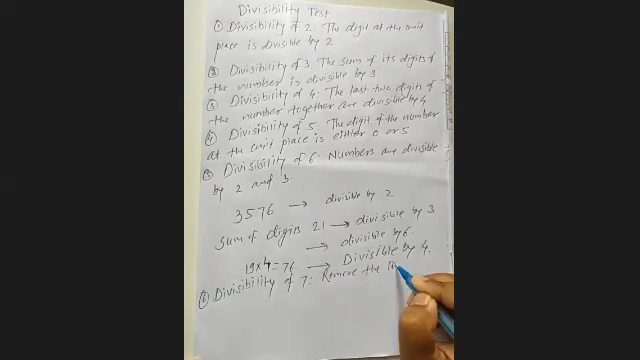 Divisibility Test
① Divisibility of 2: The digit at the unit
place is divisible by 2
② Divisibility of 3: The sum of its digits of
the number is divisible by 3.
③ Divisibility of 4: The last two digits of
the number together are divisible by 4
④ Divisibility of 5: The digit of the number
at the unit place is either 0 or 5
⑤ Divisibility of 6: Numbers are divisible
by 2 and 3.
3576 → divisible by 2
Sum of digits 21 → divisible by 3
→ divisible by 6.
19 × 4 = 76 → Divisible by 4.
⑥ Divisibility of 7: Remove the